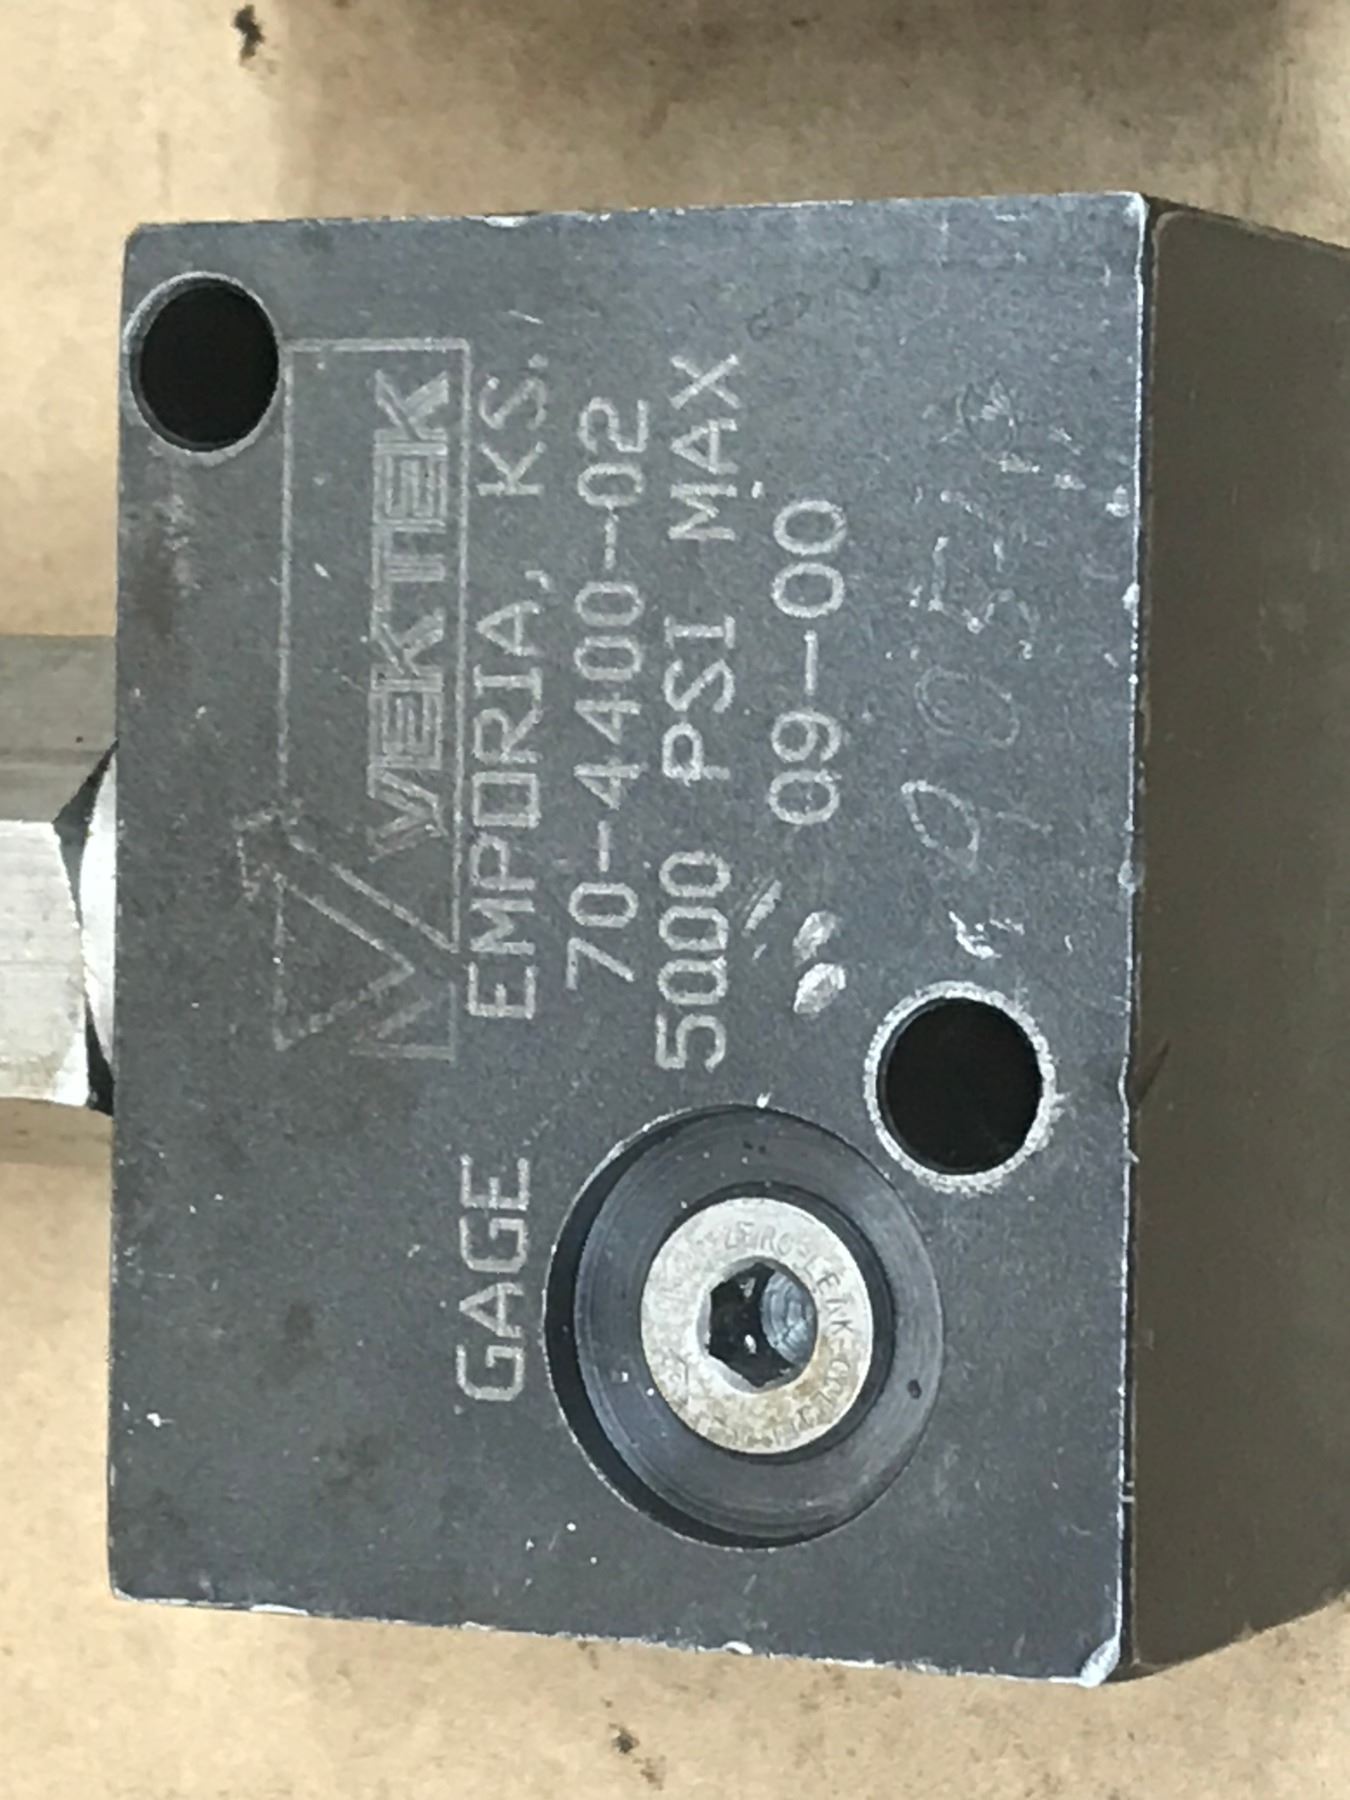 VEKTEK
EMPORIA, KS.
70-4400-02
5000 PSI MAX
09-00
GAGE